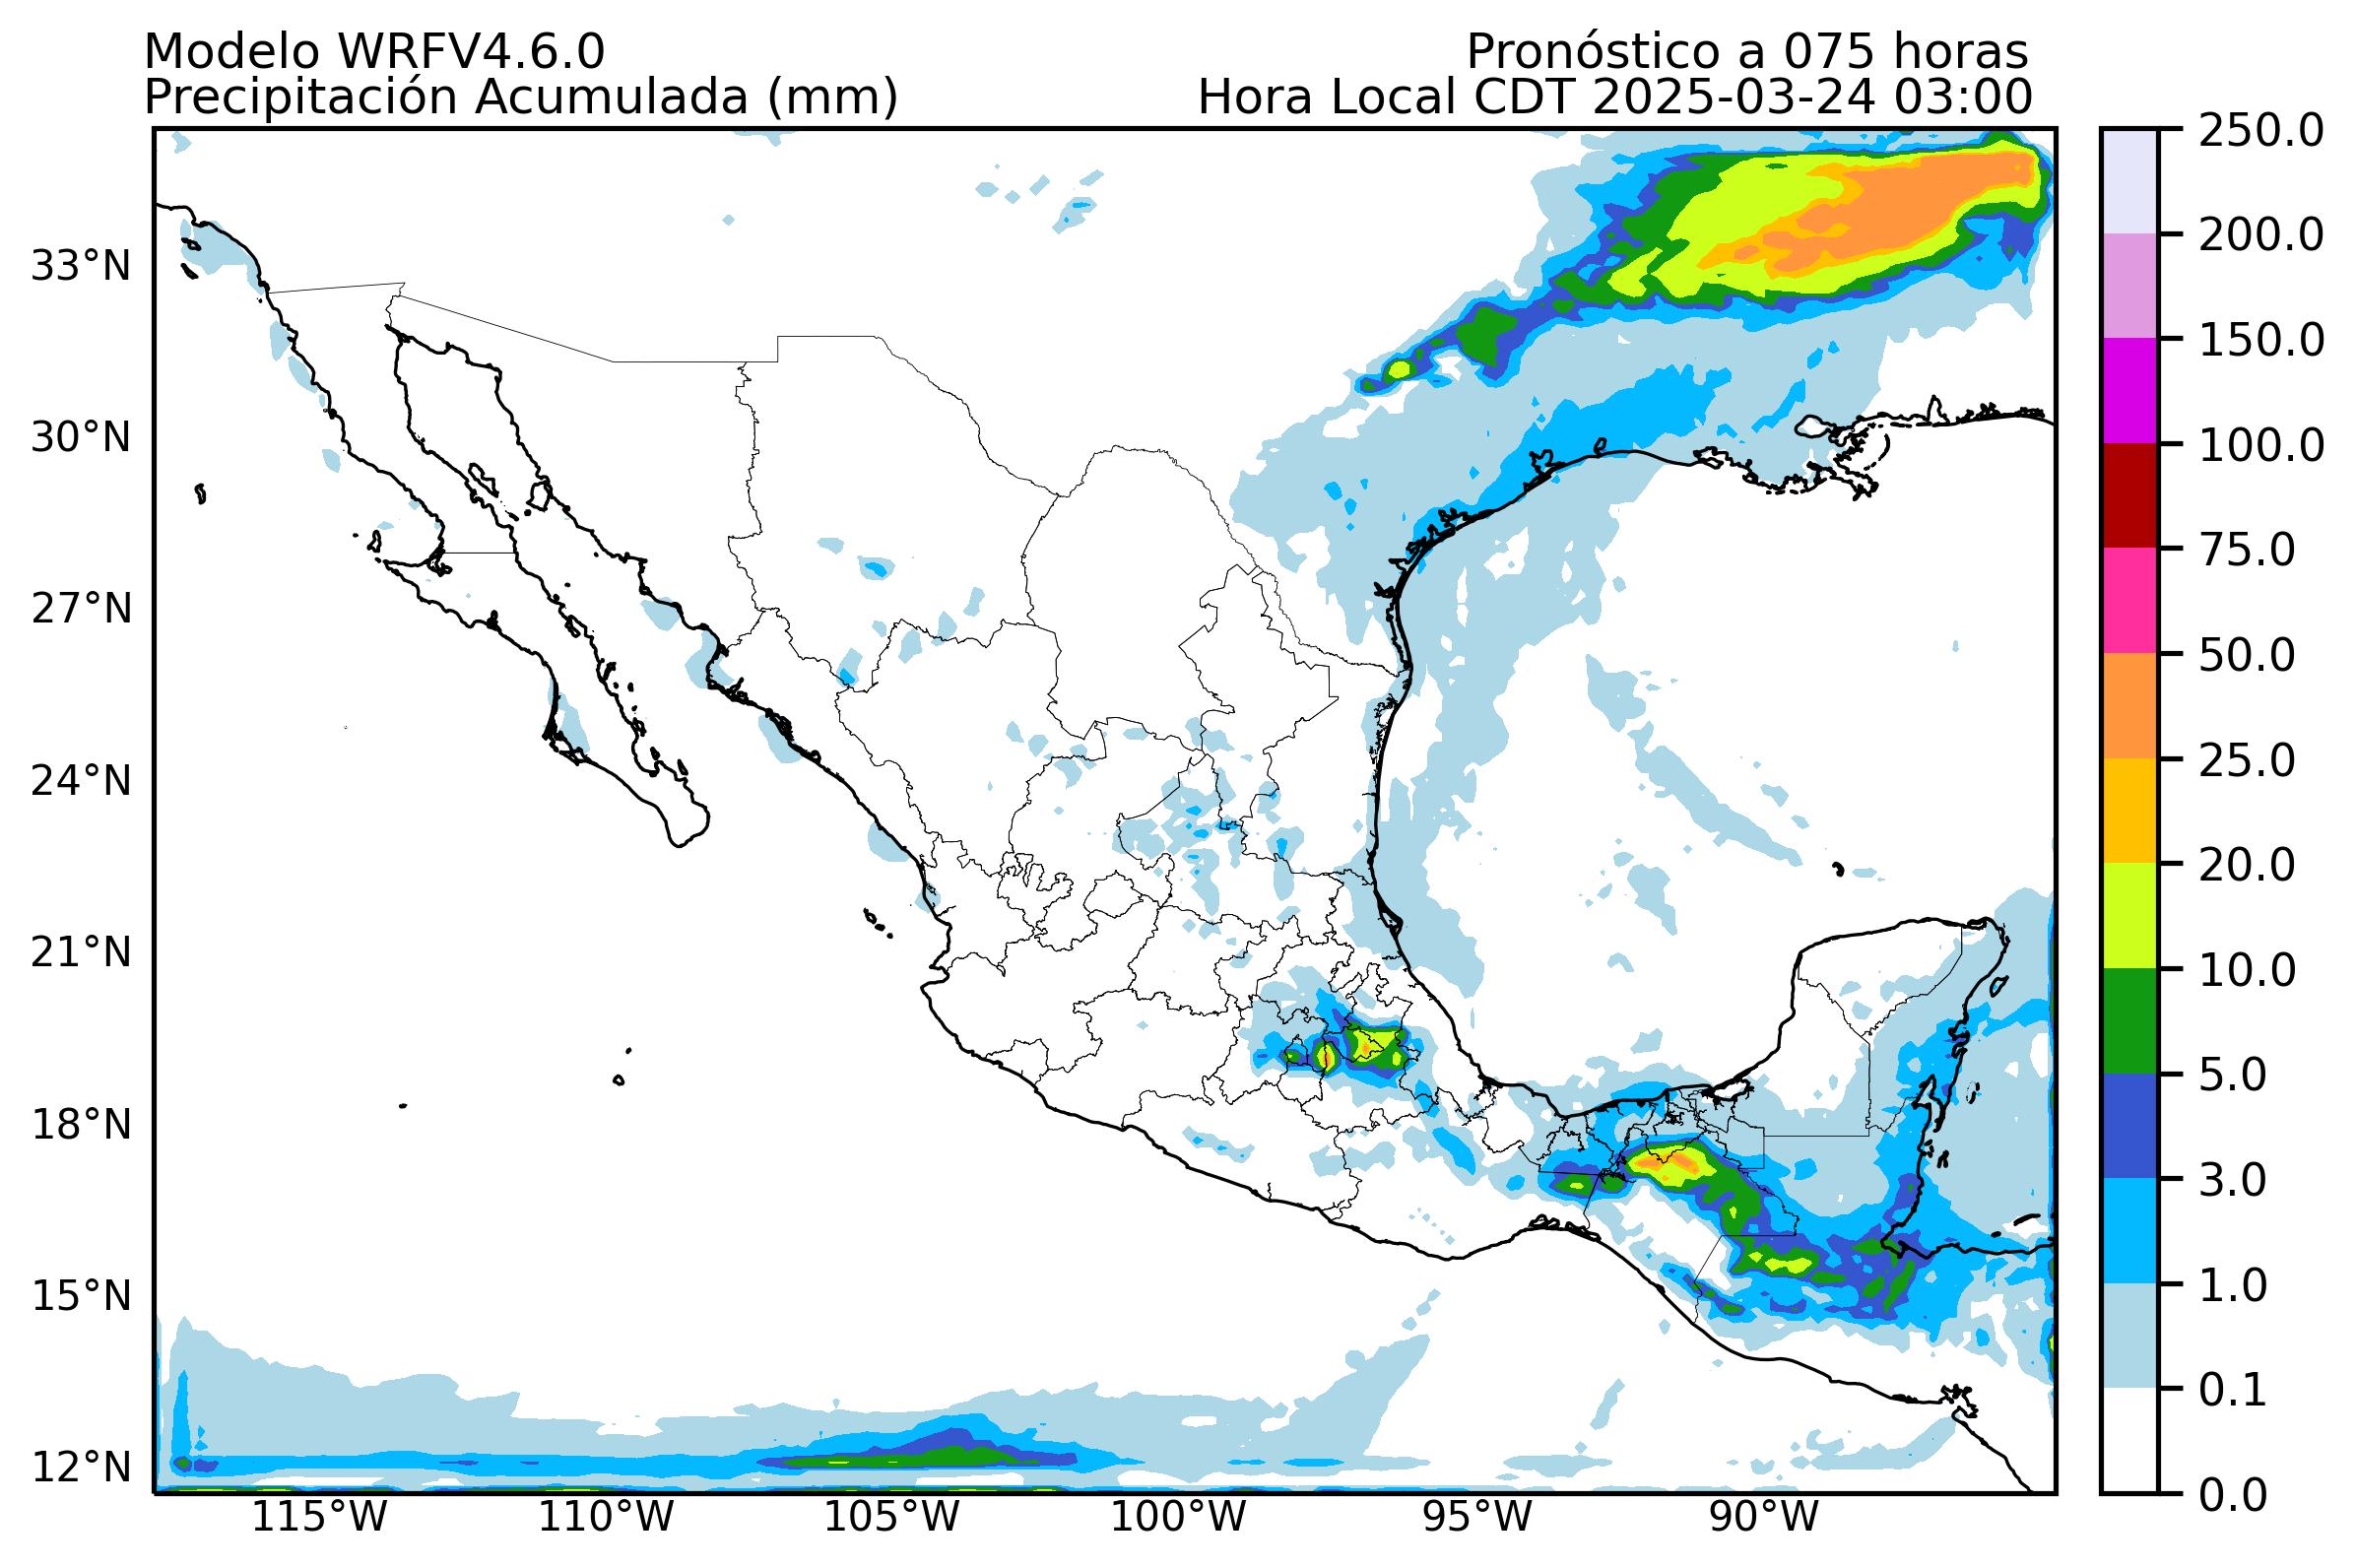 Modelo WRFV4.6.0
Pronóstico a 075 horas
Precipitación Acumulada (mm)
Hora Local CDT 2025-03-24 03:00
33°N
30°N
27°N
24°N
21°N
18°N
15°N
12°N
115°W
110°W
105°W
100°W
95°W
90°W
250.0
200.0
150.0
100.0
75.0
50.0
25.0
20.0
10.0
5.0
3.0
1.0
0.1
0.0